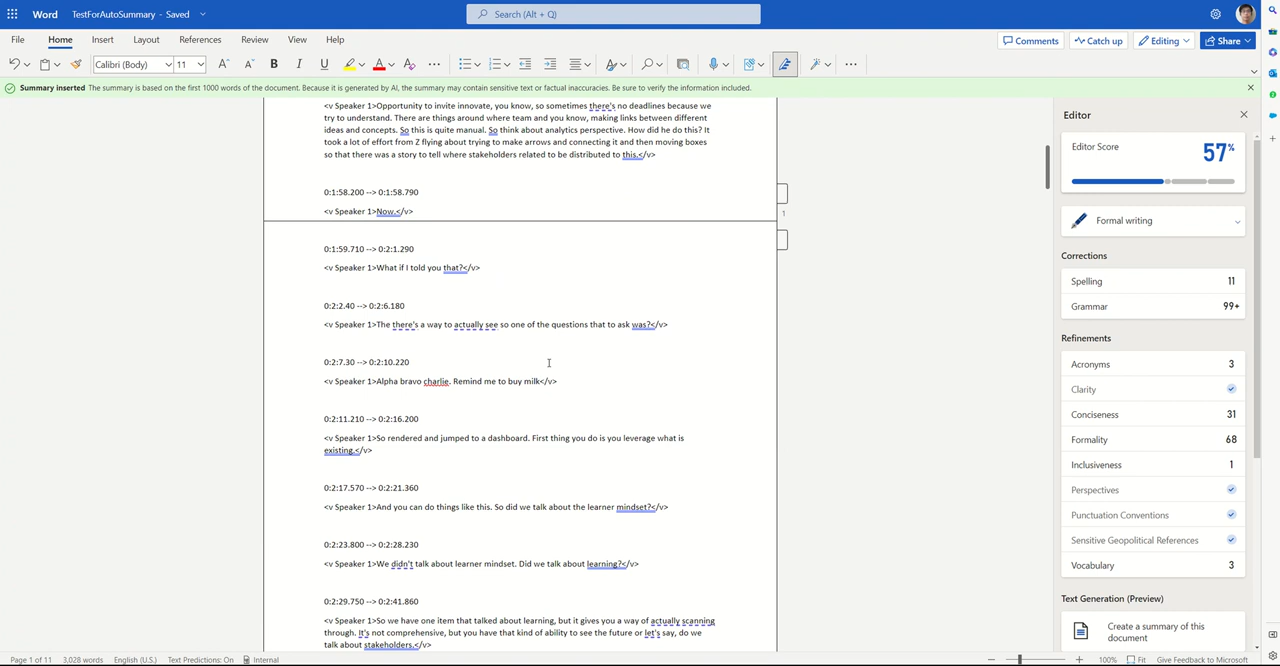 Word TestForAutoSummary - Saved Search (Alt + Q)
File Home Insert Layout References Review View Help Comments Catch up Editing Share
Calibri (Body) 11 A A B I U A A
Summary inserted The summary is based on the first 1000 words of the document. Because it is generated by AI, the summary may contain sensitive text or factual inaccuracies. Be sure to verify the information included.
<v Speaker 1>Opportunity to invite innovate, you know, so sometimes there's no deadlines because we
try to understand. There are things around where team and you know, making links between different
ideas and concepts. So this is quite manual. So think about analytics perspective. How did he do this? It
took a lot of effort from Z flying about trying to make arrows and connecting it and then moving boxes
so that there was a story to tell where stakeholders related to be distributed to this.</v>
0:1:58.200 --> 0:1:58.790
<v Speaker 1>Now.</v>
1
0:1:59.710 --> 0:2:1.290
<v Speaker 1>What if I told you that?</v>
0:2:2.40 --> 0:2:6.180
<v Speaker 1>The there's a way to actually see so one of the questions that to ask was?</v>
0:2:7.30 --> 0:2:10.220
<v Speaker 1>Alpha bravo charlie. Remind me to buy milk</v>
0:2:11.210 --> 0:2:16.200
<v Speaker 1>So rendered and jumped to a dashboard. First thing you do is you leverage what is
existing.</v>
0:2:17.570 --> 0:2:21.360
<v Speaker 1>And you can do things like this. So did we talk about the learner mindset?</v>
0:2:23.800 --> 0:2:28.230
<v Speaker 1>We didn't talk about learner mindset. Did we talk about learning?</v>
0:2:29.750 --> 0:2:41.860
<v Speaker 1>So we have one item that talked about learning, but it gives you a way of actually scanning
through. It's not comprehensive, but you have that kind of ability to see the future or let's say, do we
talk about stakeholders.</v>
Editor
Editor Score 57%
Formal writing
Corrections
Spelling 11
Grammar 99+
Refinements
Acronyms 3
Clarity
Conciseness 31
Formality 68
Inclusiveness 1
Perspectives
Punctuation Conventions
Sensitive Geopolitical References
Vocabulary 3
Text Generation (Preview)
Create a summary of this
document
Page 1 of 11 3,028 words English (U.S.) Text Predictions: On Internal 100% Fit Give Feedback to Microsoft